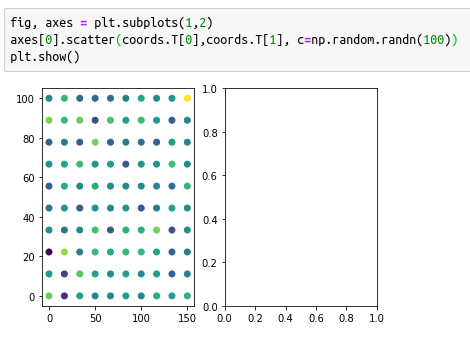 fig, axes = plt.subplots(1,2)
axes[0].scatter(coords.T[0],coords.T[1], c=np.random.randn(100))
plt.show()
100
80
60
40
20
0
0 50 100 150
1.0
0.8
0.6
0.4
0.2
0.0
0.0 0.2 0.4 0.6 0.8 1.0